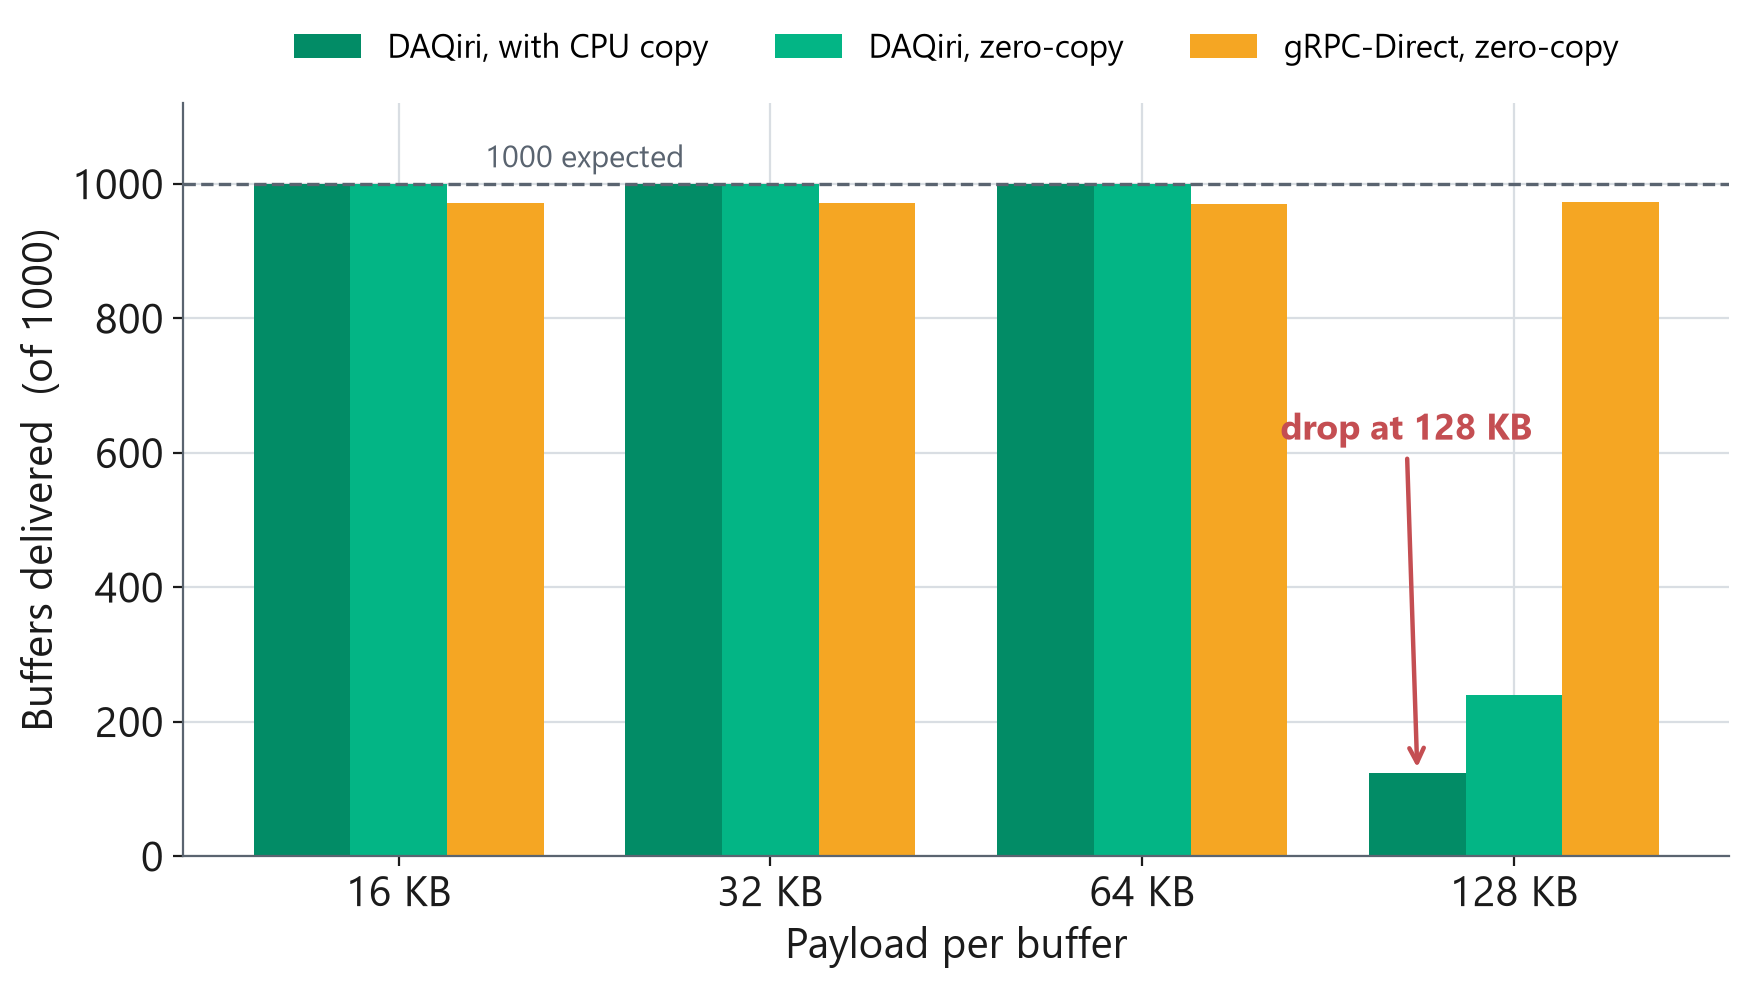 DAQiri, with CPU copy
DAQiri, zero-copy
gRPC-Direct, zero-copy
1000 expected
1000
800
600
400
200
0
Buffers delivered (of 1000)
drop at 128 KB
16 KB
32 KB
64 KB
128 KB
Payload per buffer